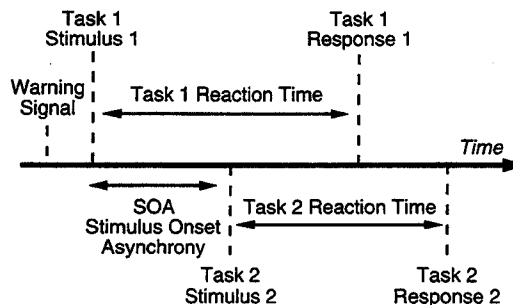 Task 1
Stimulus 1
Task 1
Response 1
Warning
Signal
Task 1 Reaction Time
Time
SOA
Stimulus Onset
Asynchrony
Task 2 Reaction Time
Task 2
Stimulus 2
Task 2
Response 2